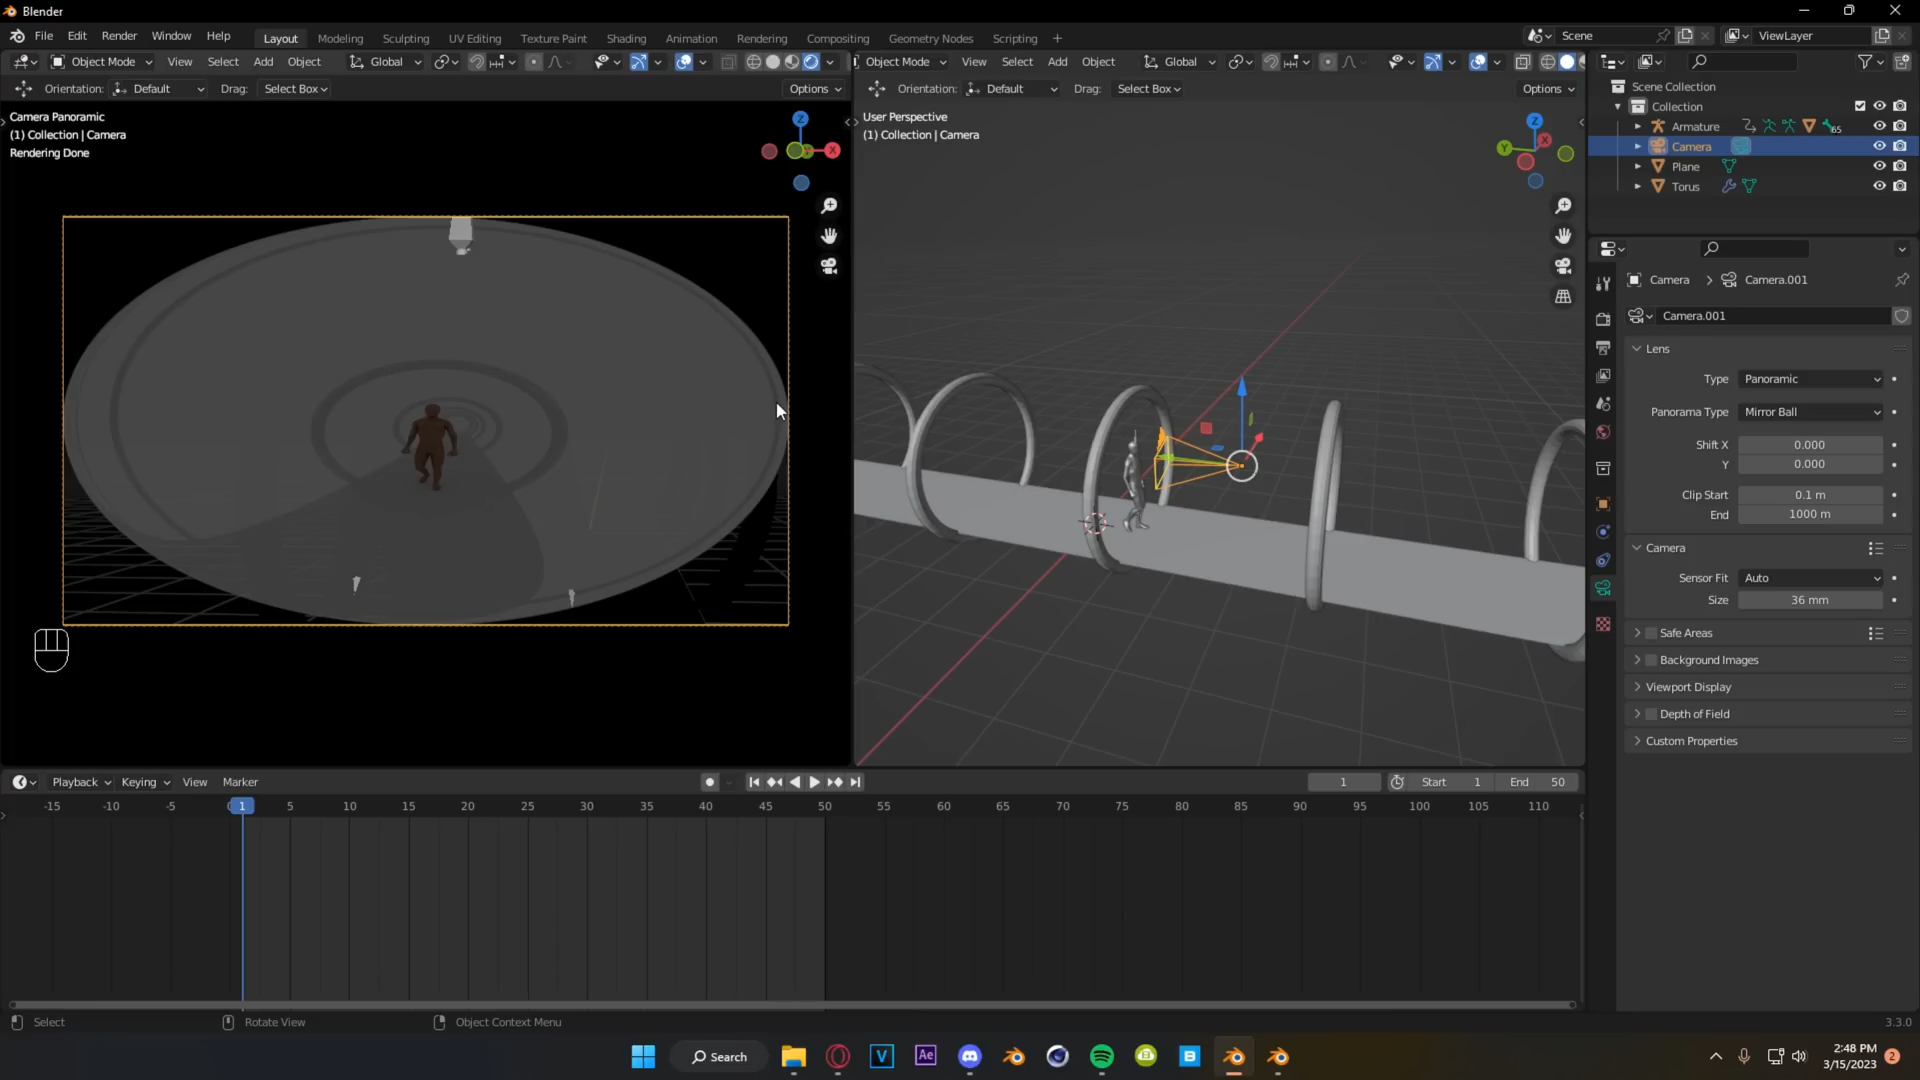 Blender
File Edit Render Window Help
Layout Modeling Sculpting UV Editing Texture Paint Shading Animation Rendering Compositing Geometry Nodes Scripting +
Scene ViewLayer
Object Mode View Select Add Object Global
Object Mode View Select Add Object Global
Orientation: Default Drag: Select Box Options
Orientation: Default Drag: Select Box Options
Camera Panoramic
(1) Collection | Camera
Rendering Done
Z
X
User Perspective
(1) Collection | Camera
Z
X
Y
Scene Collection
Collection
Armature 65
Camera
Plane
Torus
Camera > Camera.001
Camera.001
Lens
Type Panoramic
Panorama Type Mirror Ball
Shift X 0.000
Y 0.000
Clip Start 0.1 m
End 1000 m
Camera
Sensor Fit Auto
Size 36 mm
Safe Areas
Background Images
Viewport Display
Depth of Field
Custom Properties
Playback Keying View Marker
1 Start 1 End 50
-15 -10 -5 1 5 10 15 20 25 30 35 40 45 50 55 60 65 70 75 80 85 90 95 100 105 110
Select Rotate View Object Context Menu
3.3.0
Search
V Ae B
2:48 PM
3/15/2023
2